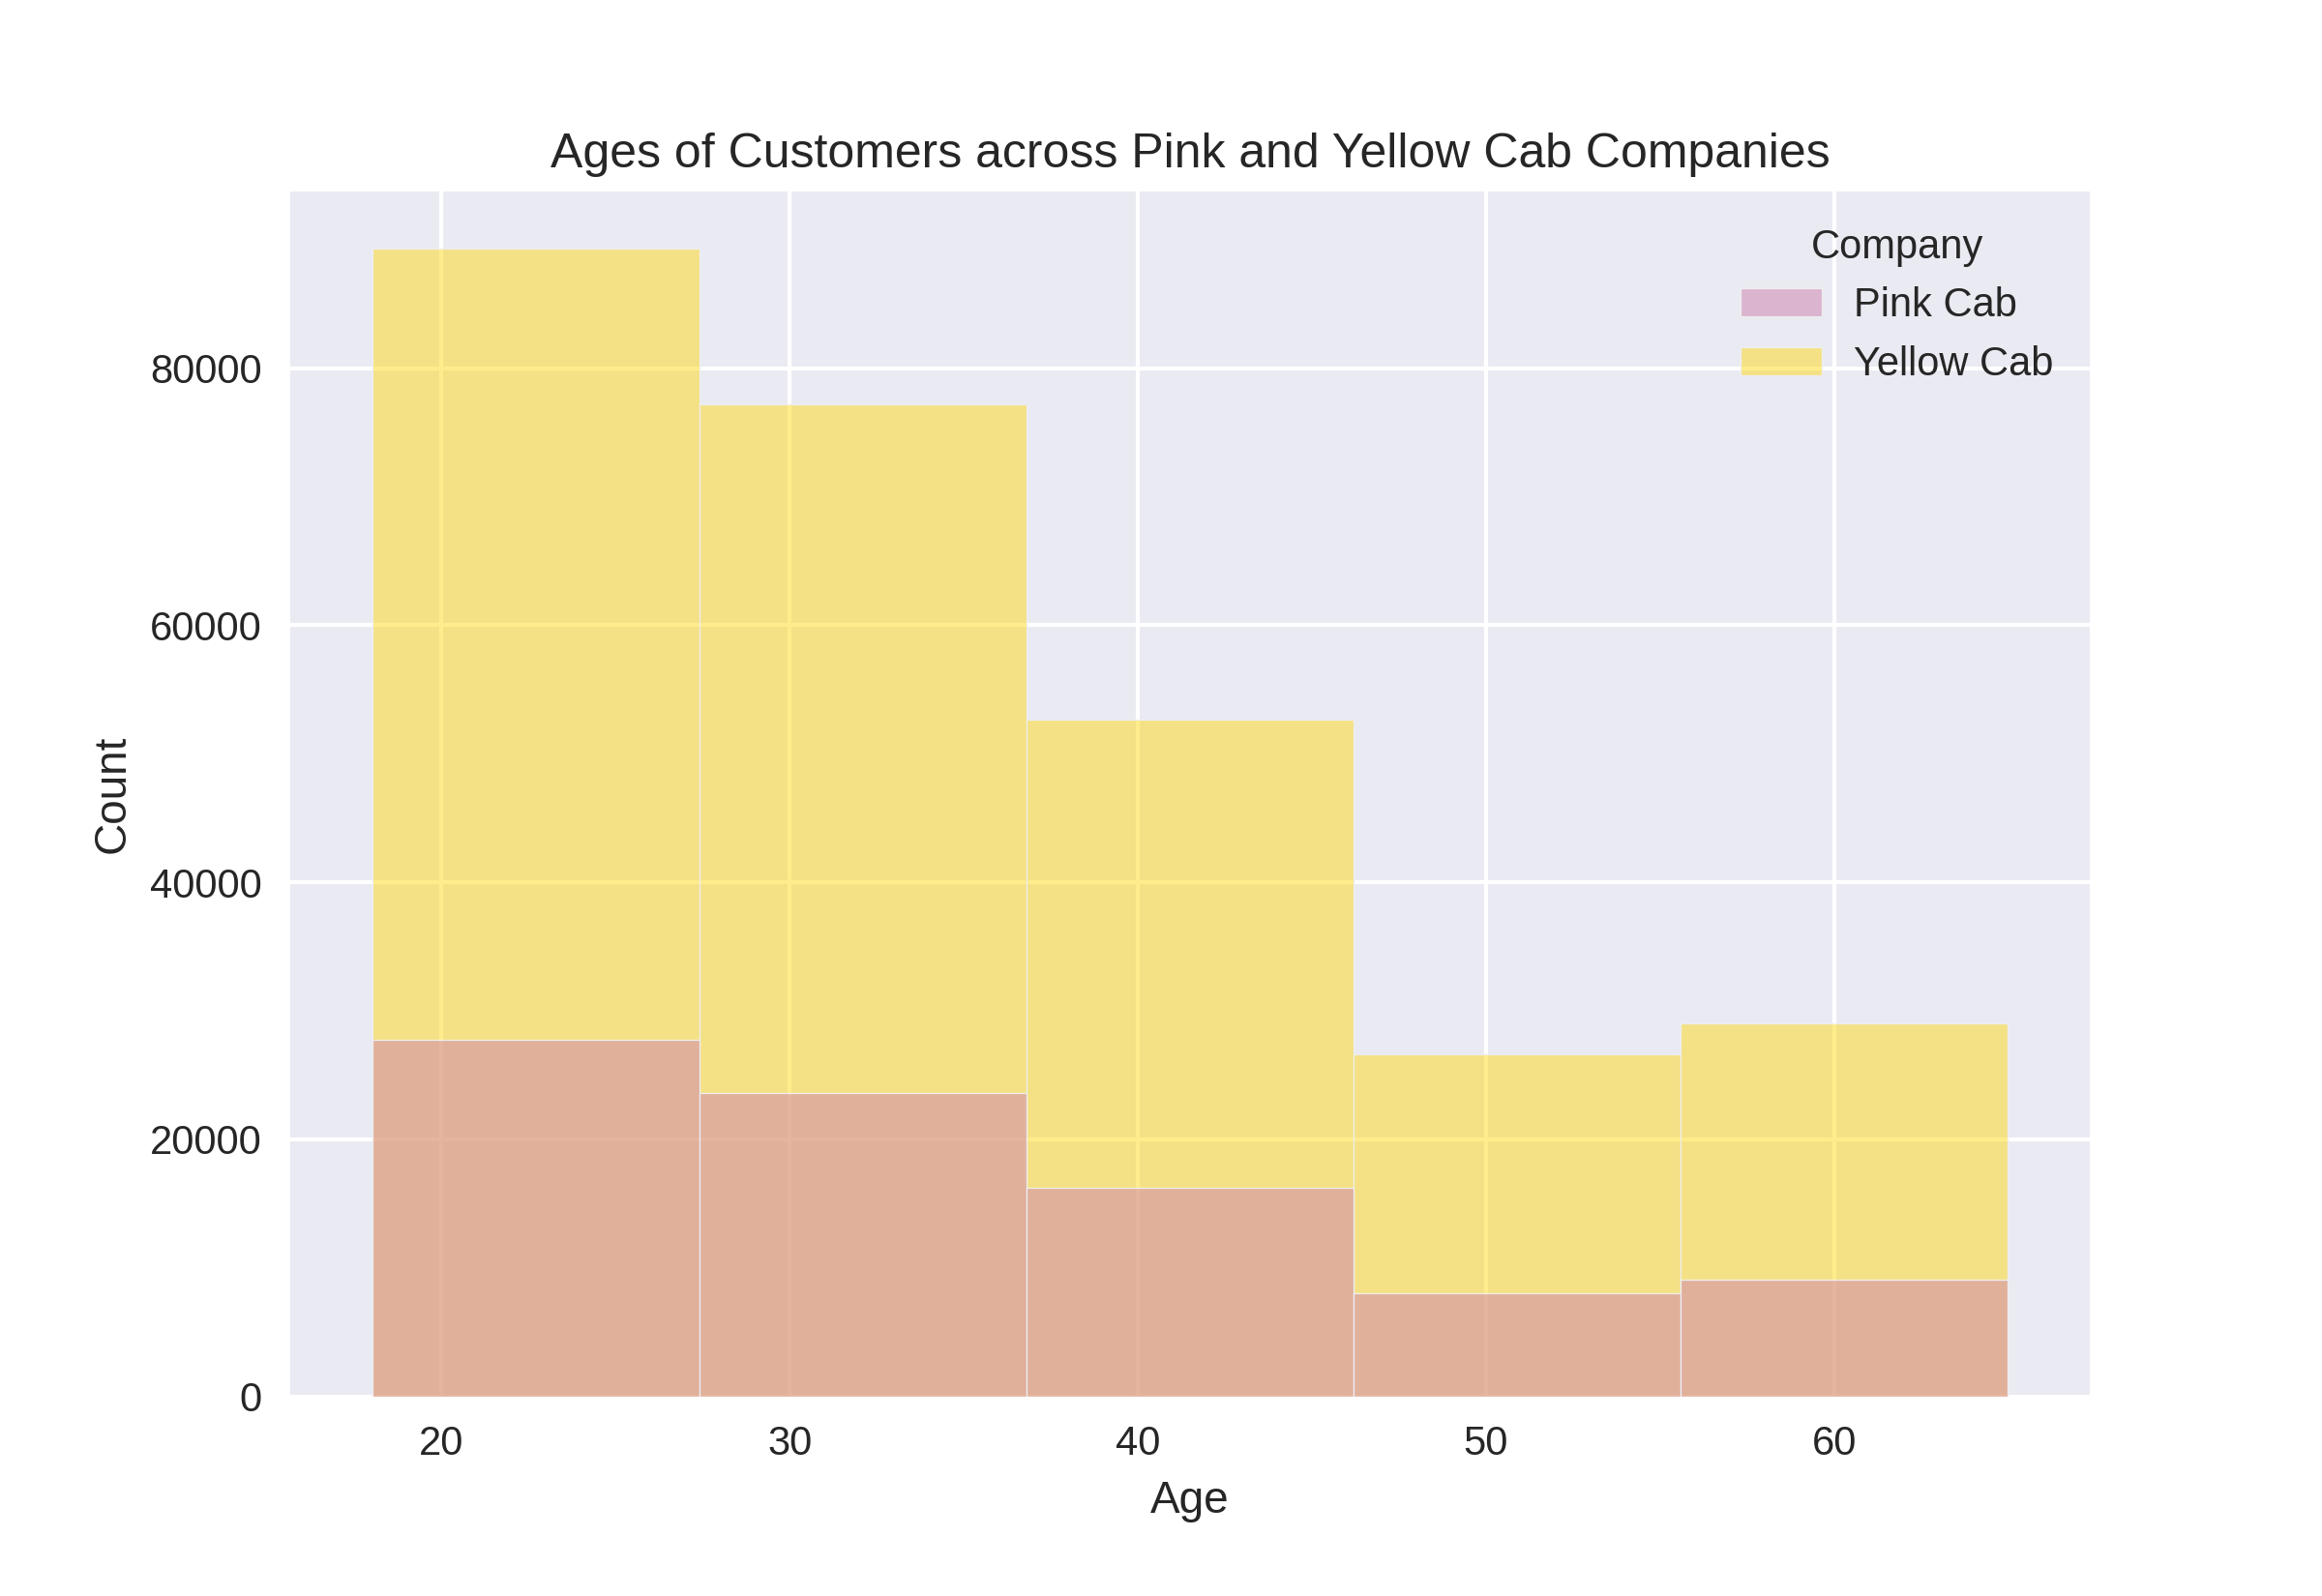 Ages of Customers across Pink and Yellow Cab Companies
Company
Pink Cab
Yellow Cab
80000
60000
40000
20000
0
Count
20 30 40 50 60
Age